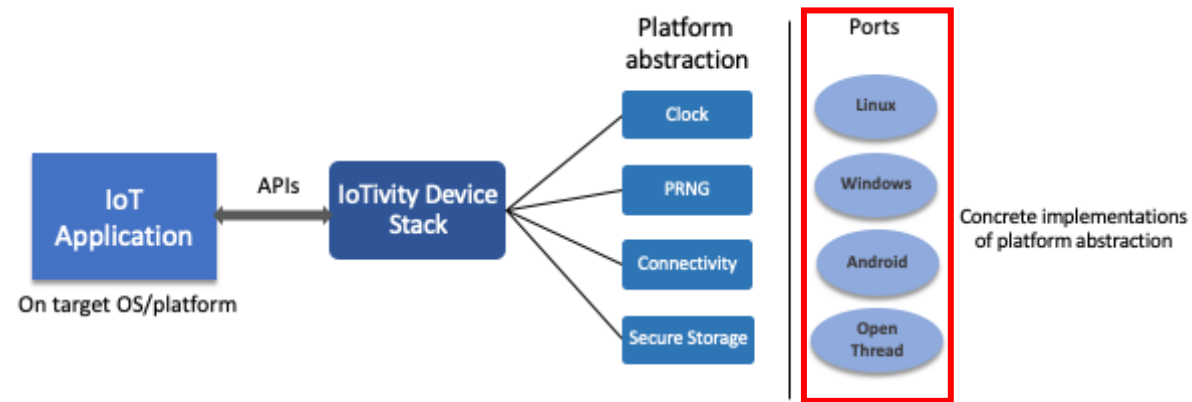 IoT
Application
On target OS/platform
APIs
IoTivity Device
Stack
Platform
abstraction
Clock
PRNG
Connectivity
Secure Storage
Ports
Linux
Windows
Android
Open
Thread
Concrete implementations
of platform abstraction